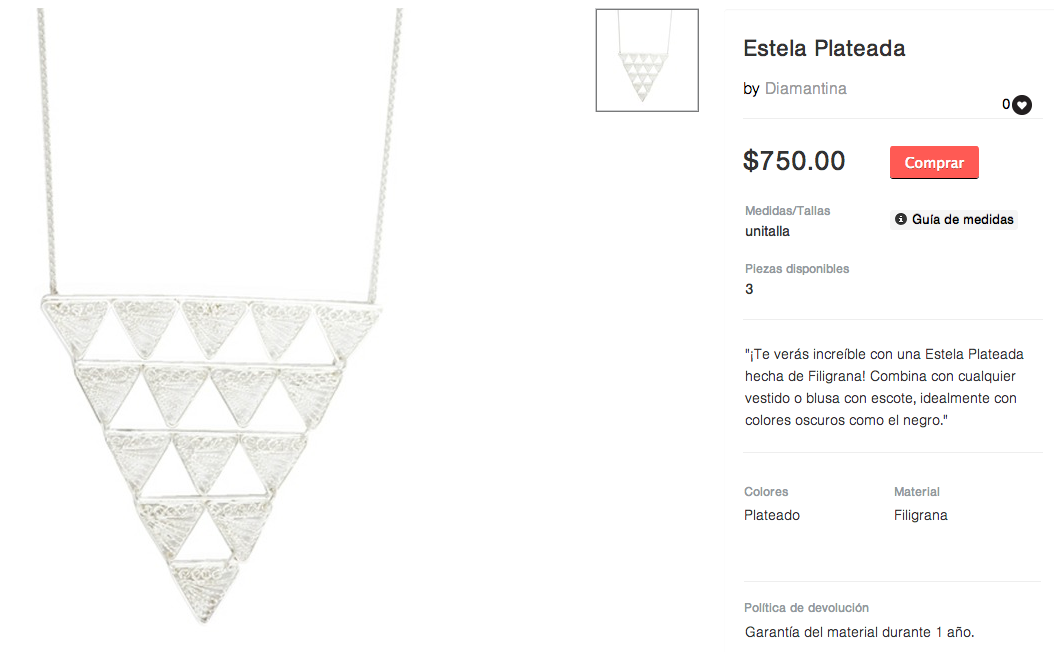 Estela Plateada
by Diamantina
0
$750.00
Comprar
Medidas/Tallas
unitalla
Guía de medidas
Piezas disponibles
3
"¡Te verás increíble con una Estela Plateada
hecha de Filigrana! Combina con cualquier
vestido o blusa con escote, idealmente con
colores oscuros como el negro."
Colores
Plateado
Material
Filigrana
Política de devolución
Garantía del material durante 1 año.